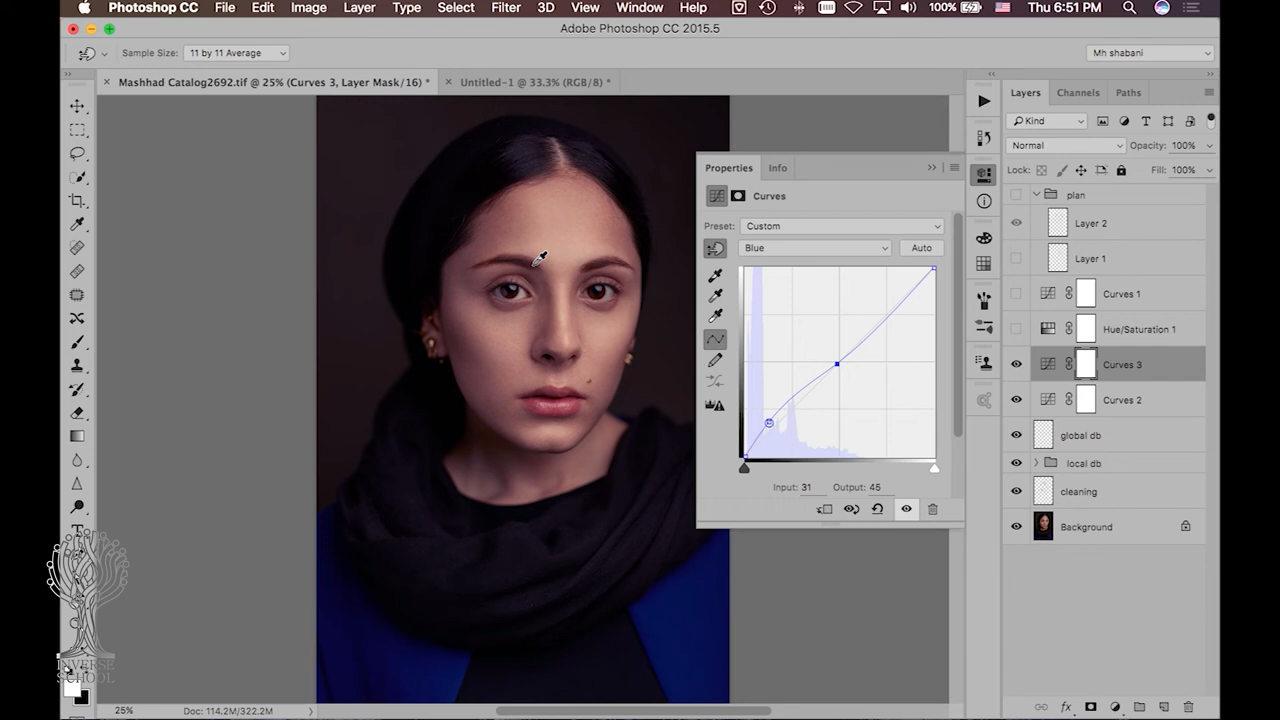 Photoshop CC File Edit Image Layer Type Select Filter 3D View Window Help 100% Thu 6:51 PM
Adobe Photoshop CC 2015.5
Sample Size: 11 by 11 Average Mh shabani
Mashhad Catalog2692.tif @ 25% (Curves 3, Layer Mask/16) * Untitled-1 @ 33.3% (RGB/8) *
Layers Channels Paths
Kind
Normal Opacity: 100%
Lock: Fill: 100%
plan
Layer 2
Layer 1
Curves 1
Hue/Saturation 1
Curves 3
Curves 2
global db
local db
cleaning
Background
Properties Info
Curves
Preset: Custom
Blue Auto
Input: 31 Output: 45
INVERSE
SCHOOL
25% Doc: 114.2M/322.2M